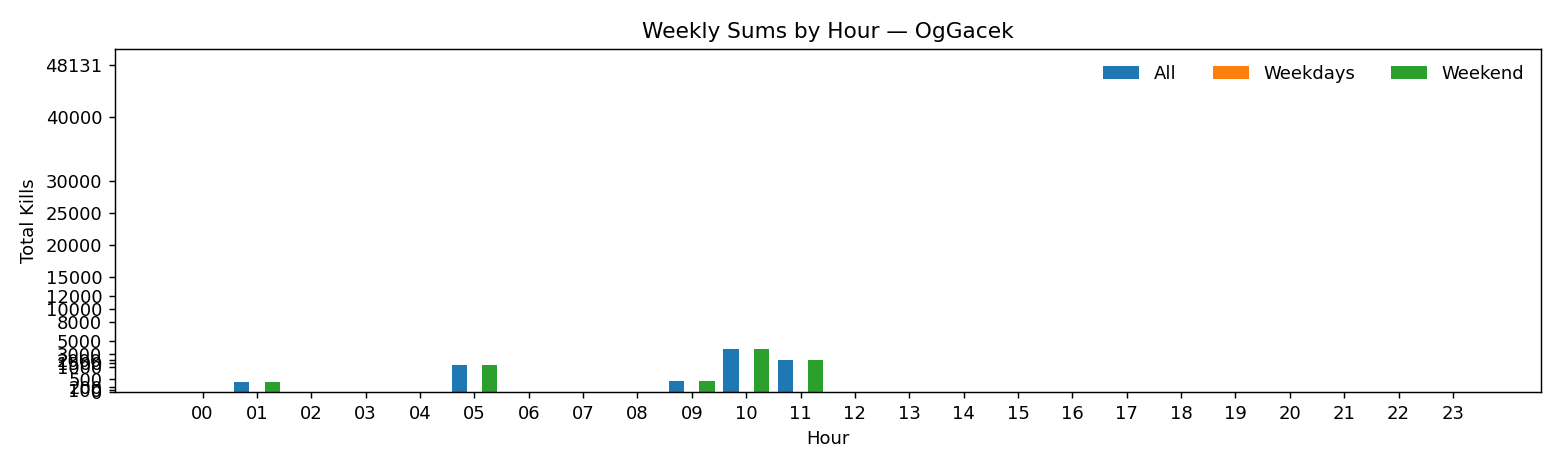 Weekly Sums by Hour — OgGacek
All Weekdays Weekend
Total Kills
48131
40000
30000
25000
20000
15000
12000
10000
8000
5000
3000
500
00 01 02 03 04 05 06 07 08 09 10 11 12 13 14 15 16 17 18 19 20 21 22 23
Hour